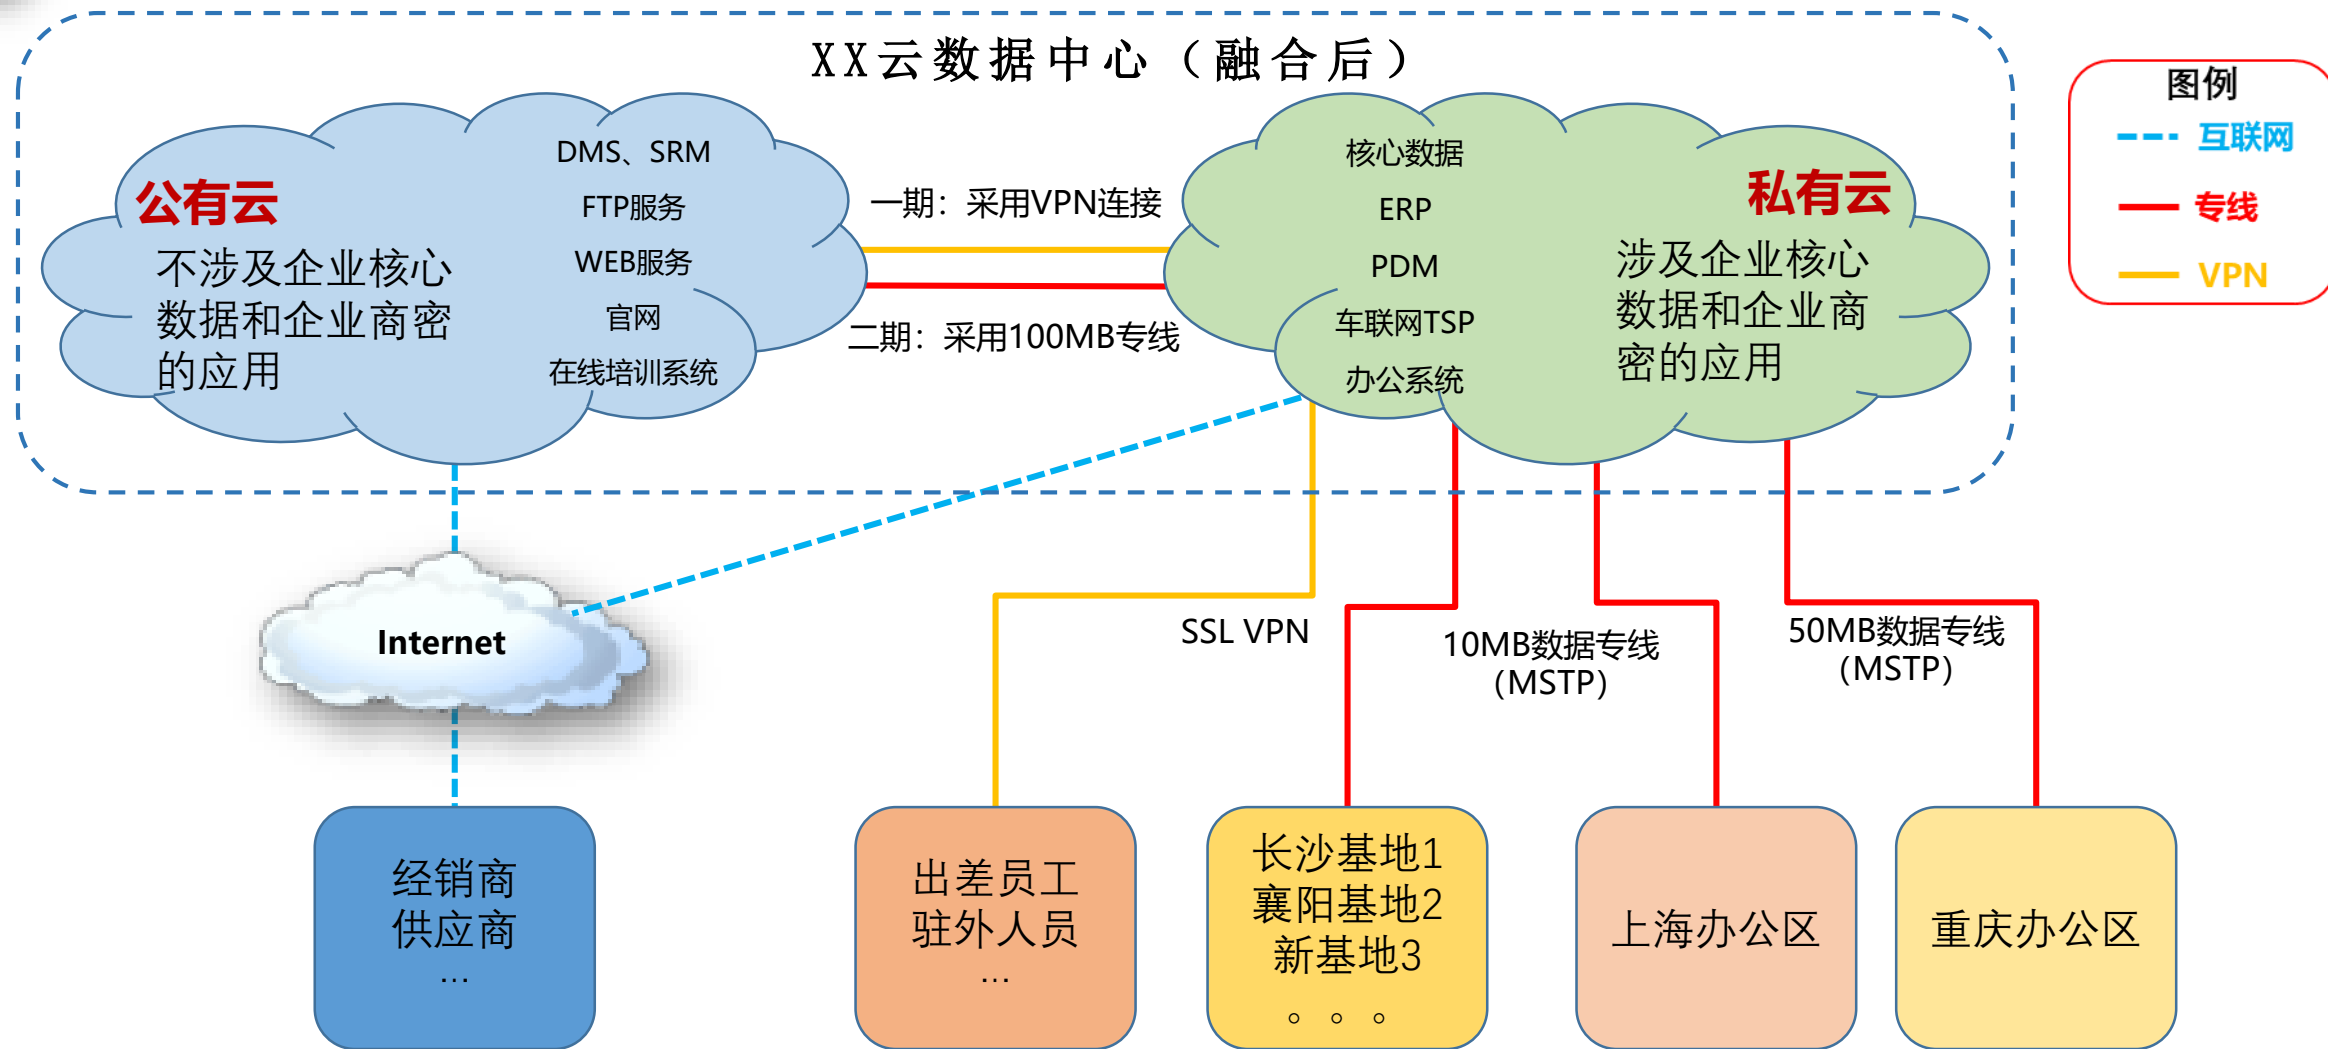 XX云数据中心（融合后）
图例
互联网
专线
VPN
公有云
不涉及企业核心
数据和企业商密
的应用
DMS、SRM
FTP服务
WEB服务
官网
在线培训系统
一期：采用VPN连接
二期：采用100MB专线
核心数据
ERP
PDM
车联网TSP
办公系统
私有云
涉及企业核心
数据和企业商
密的应用
Internet
SSL VPN
10MB数据专线
（MSTP）
50MB数据专线
（MSTP）
经销商
供应商
...
出差员工
驻外人员
...
长沙基地1
襄阳基地2
新基地3
。。。
上海办公区
重庆办公区